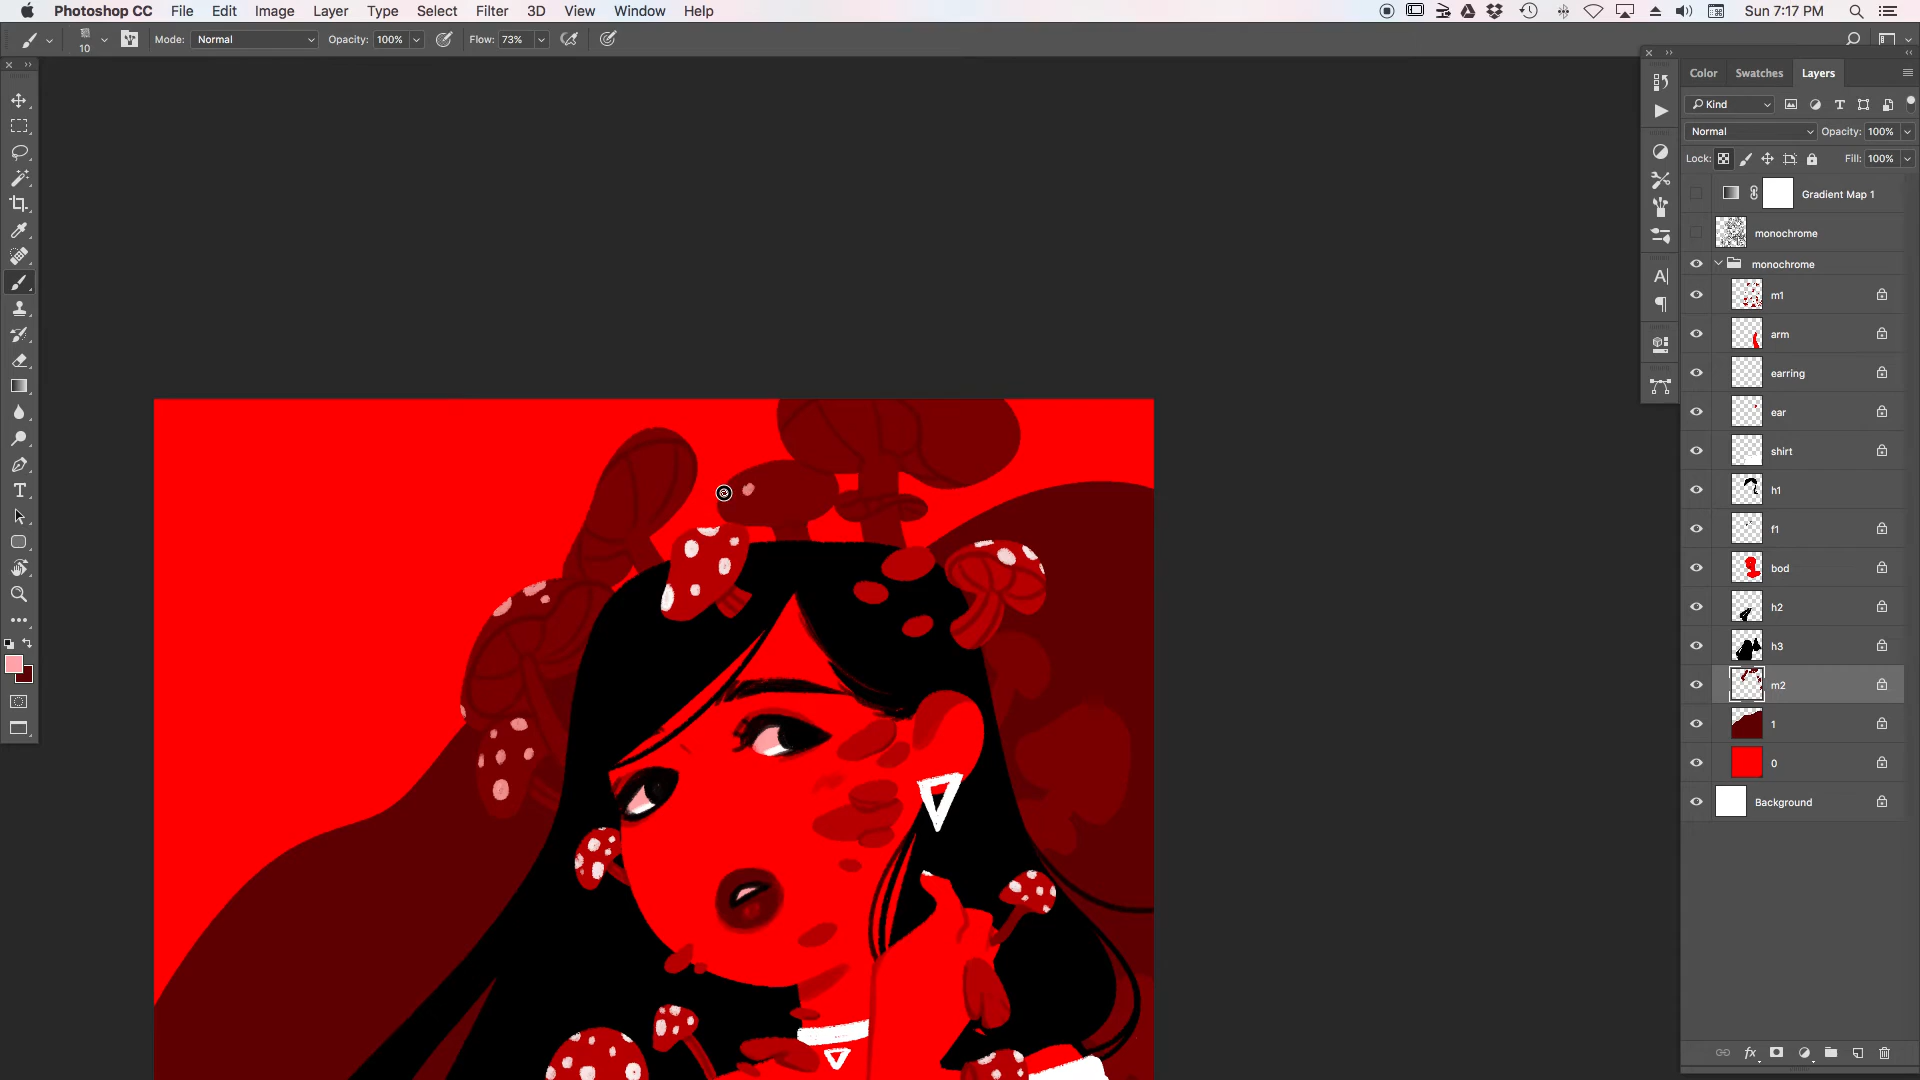 Photoshop CC File Edit Image Layer Type Select Filter 3D View Window Help Sun 7:17 PM
10 Mode: Normal Opacity: 100% Flow: 73%
Color Swatches Layers
Kind
Normal Opacity: 100%
Lock: Fill: 100%
Gradient Map 1
monochrome
monochrome
m1
arm
earring
ear
shirt
h1
f1
bod
h2
h3
m2
1
0
Background
fx